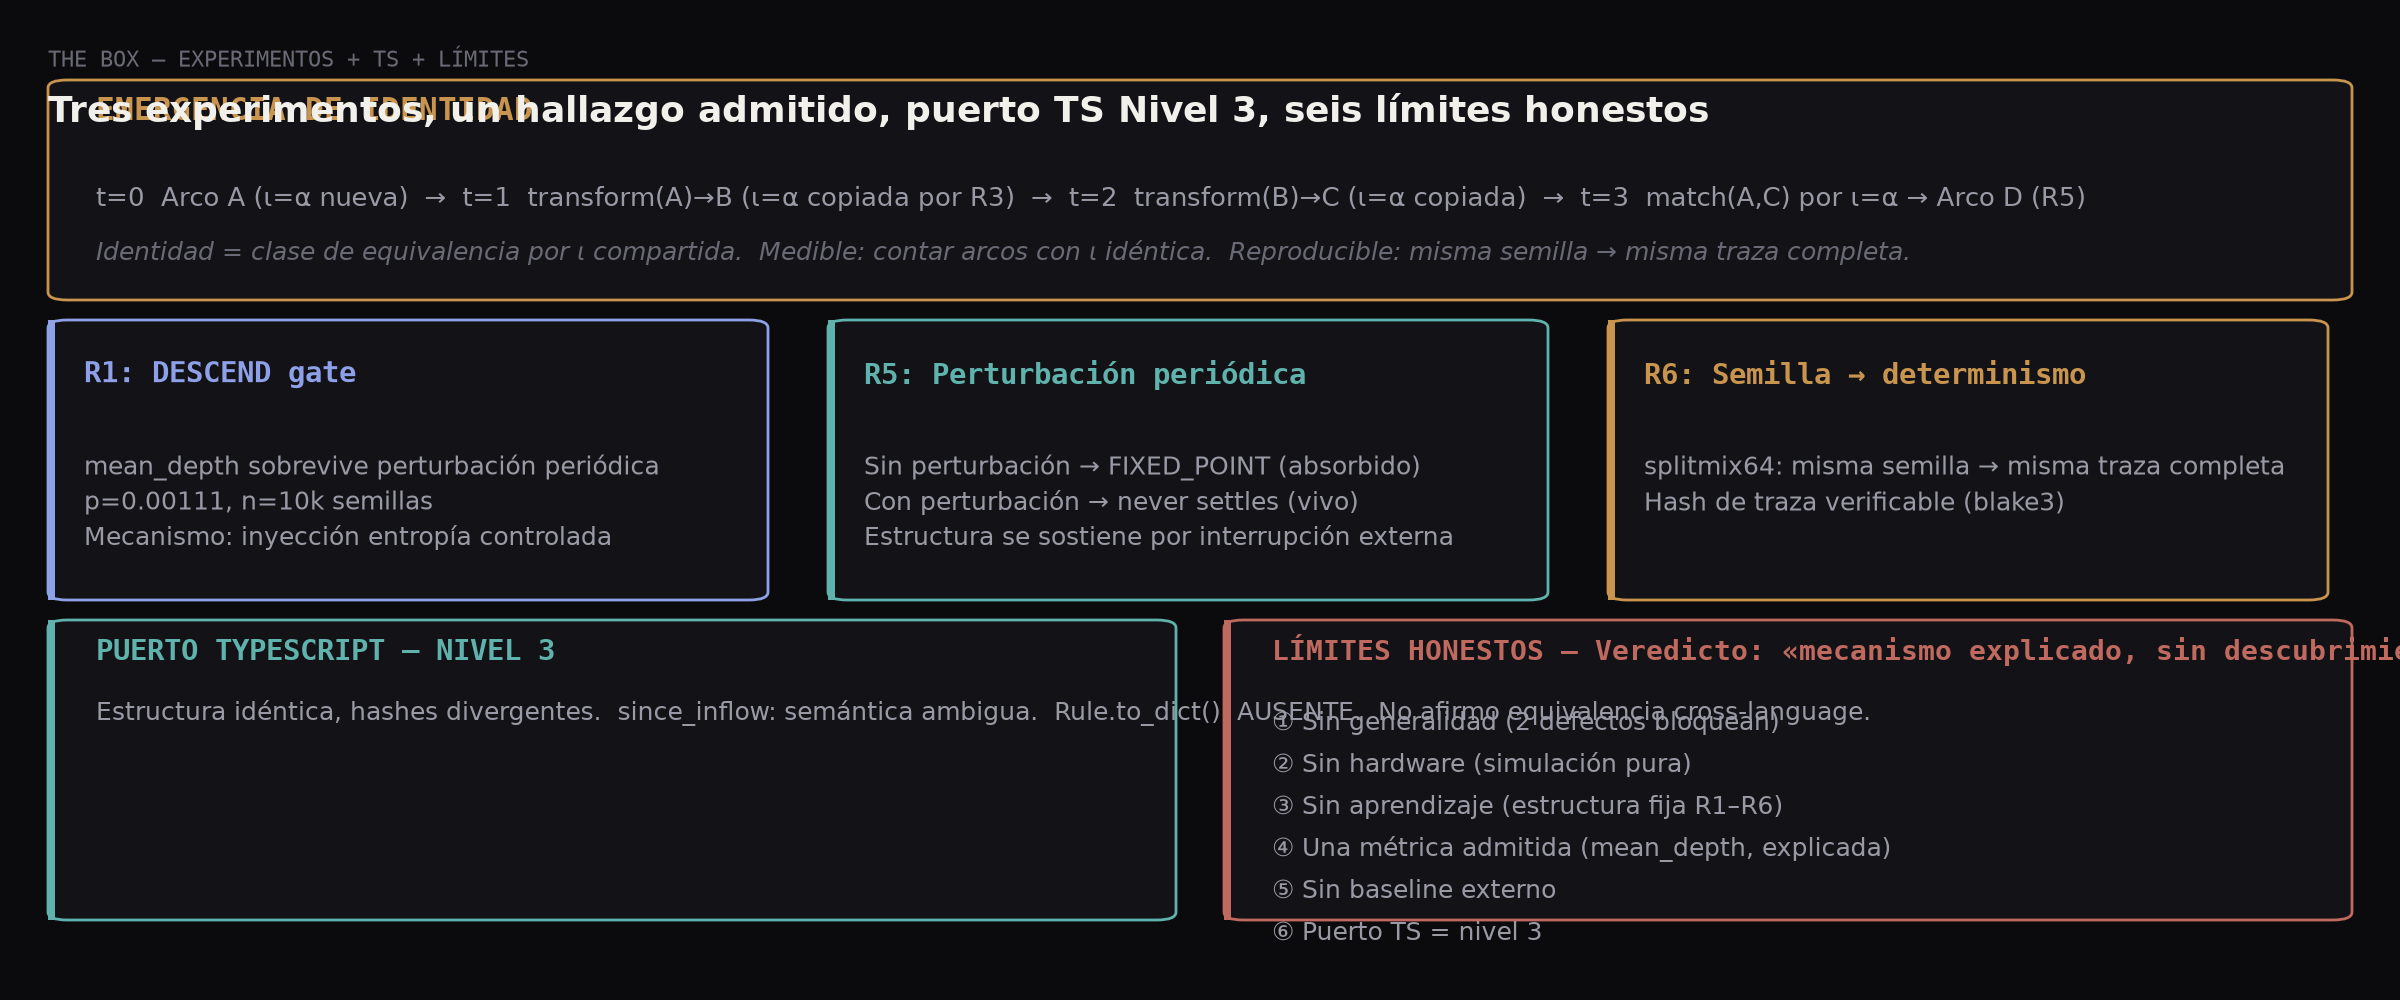 THE BOX — EXPERIMENTOS + TS + LÍMITES
EMERGENCIA DE IDENTIDAD
Tres experimentos, un hallazgo admitido, puerto TS Nivel 3, seis límites honestos
t=0 Arco A (ι=α nueva) → t=1 transform(A)→B (ι=α copiada por R3) → t=2 transform(B)→C (ι=α copiada) → t=3 match(A,C) por ι=α → Arco D (R5)
Identidad = clase de equivalencia por ι compartida. Medible: contar arcos con ι idéntica. Reproducible: misma semilla → misma traza completa.
R1: DESCEND gate
mean_depth sobrevive perturbación periódica
p=0.00111, n=10k semillas
Mecanismo: inyección entropía controlada
R5: Perturbación periódica
Sin perturbación → FIXED_POINT (absorbido)
Con perturbación → never settles (vivo)
Estructura se sostiene por interrupción externa
R6: Semilla → determinismo
splitmix64: misma semilla → misma traza completa
Hash de traza verificable (blake3)
PUERTO TYPESCRIPT — NIVEL 3
Estructura idéntica, hashes divergentes. since_inflow: semántica ambigua. Rule.to_dict() AUSENTE. No afirmo equivalencia cross-language.
LÍMITES HONESTOS — Veredicto: «mecanismo explicado, sin
① Sin generalidad (2 defectos bloquean)
② Sin hardware (simulación pura)
③ Sin aprendizaje (estructura fija R1–R6)
④ Una métrica admitida (mean_depth, explicada)
⑤ Sin baseline externo
⑥ Puerto TS = nivel 3